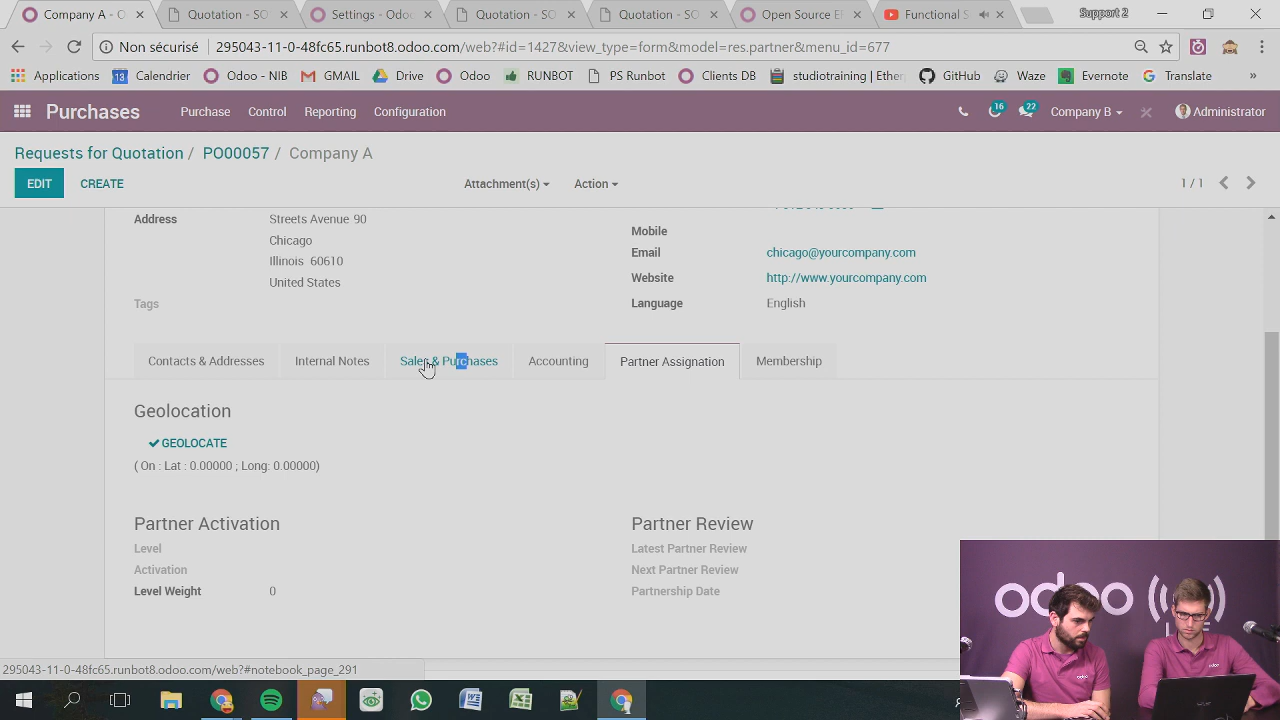 Company A - O
Quotation - SO
Settings - Odoo
Quotation - SO
Quotation - SO
Open Source E
Functional S
Support 2
Non sécurisé
295043-11-0-48fc65.runbot8.odoo.com/web?#id=1427&view_type=form&model=res.partner&menu_id=677
Applications
Calendrier
Odoo - NIB
GMAIL
Drive
Odoo
RUNBOT
PS Runbot
Clients DB
studiotraining | Ether
GitHub
Waze
Evernote
Translate
»
Purchases
Purchase
Control
Reporting
Configuration
16
22
Company B
Administrator
Requests for Quotation / PO00057 / Company A
EDIT
CREATE
Attachment(s)
Action
1 / 1
Address
Streets Avenue 90
Chicago
Illinois 60610
United States
Tags
Mobile
Email
chicago@yourcompany.com
Website
http://www.yourcompany.com
Language
English
Contacts & Addresses
Internal Notes
Sales & Purchases
Accounting
Partner Assignation
Membership
Geolocation
GEOLOCATE
( On : Lat : 0.00000 ; Long: 0.00000)
Partner Activation
Level
Activation
Level Weight
0
Partner Review
Latest Partner Review
Next Partner Review
Partnership Date
odoo
295043-11-0-48fc65.runbot8.odoo.com/web?#notebook_page_291